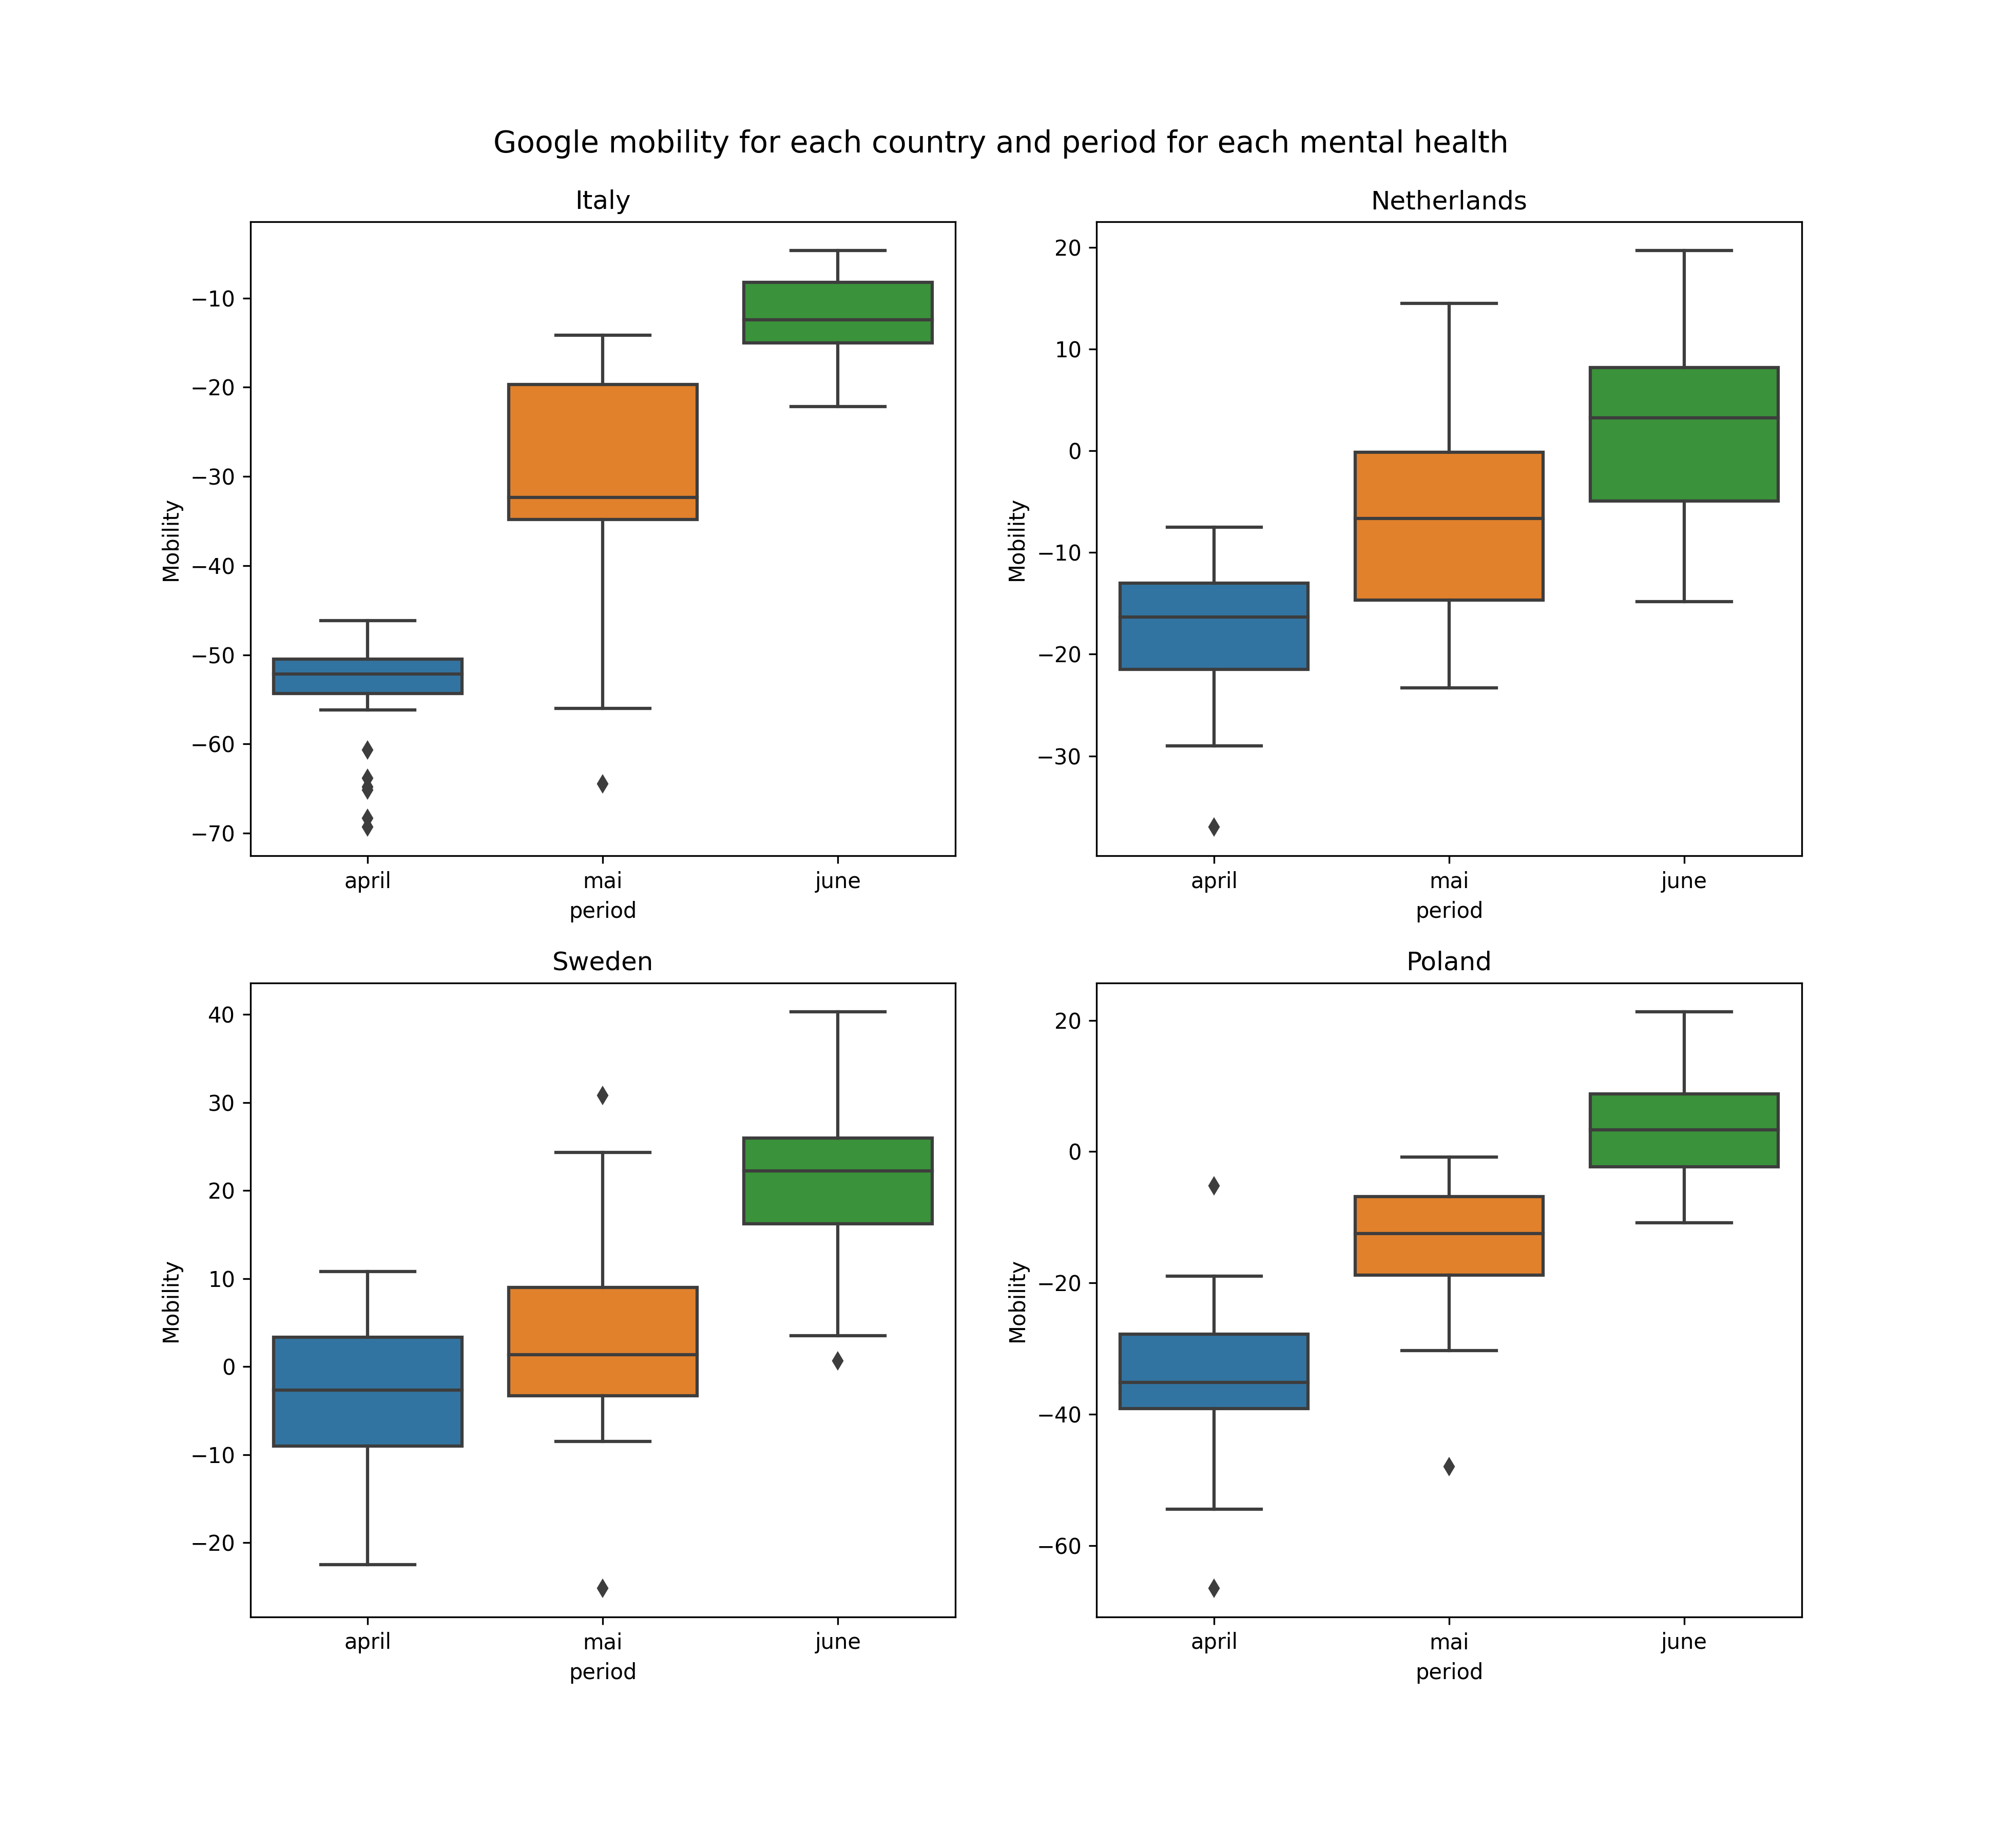 Google mobility for each country and period for each mental health
Italy
Mobility
−10
−20
−30
−40
−50
−60
−70
april mai june
period
Netherlands
Mobility
20
10
0
−10
−20
−30
april mai june
period
Sweden
Mobility
40
30
20
10
0
−10
−20
april mai june
period
Poland
Mobility
20
0
−20
−40
−60
april mai june
period